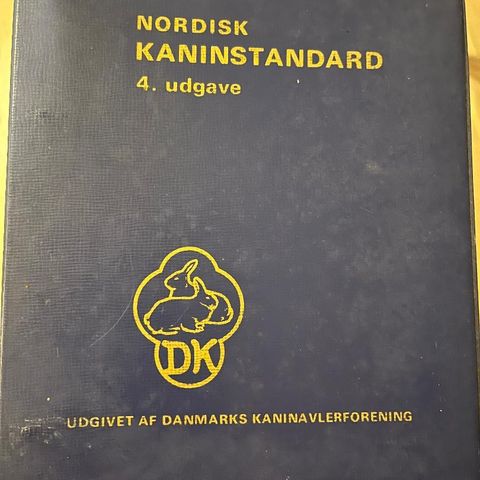 NORDISK
KANINSTANDARD
4. udgave
DK
UDGIVET AF DANMARKS KANINAVLERFORENING